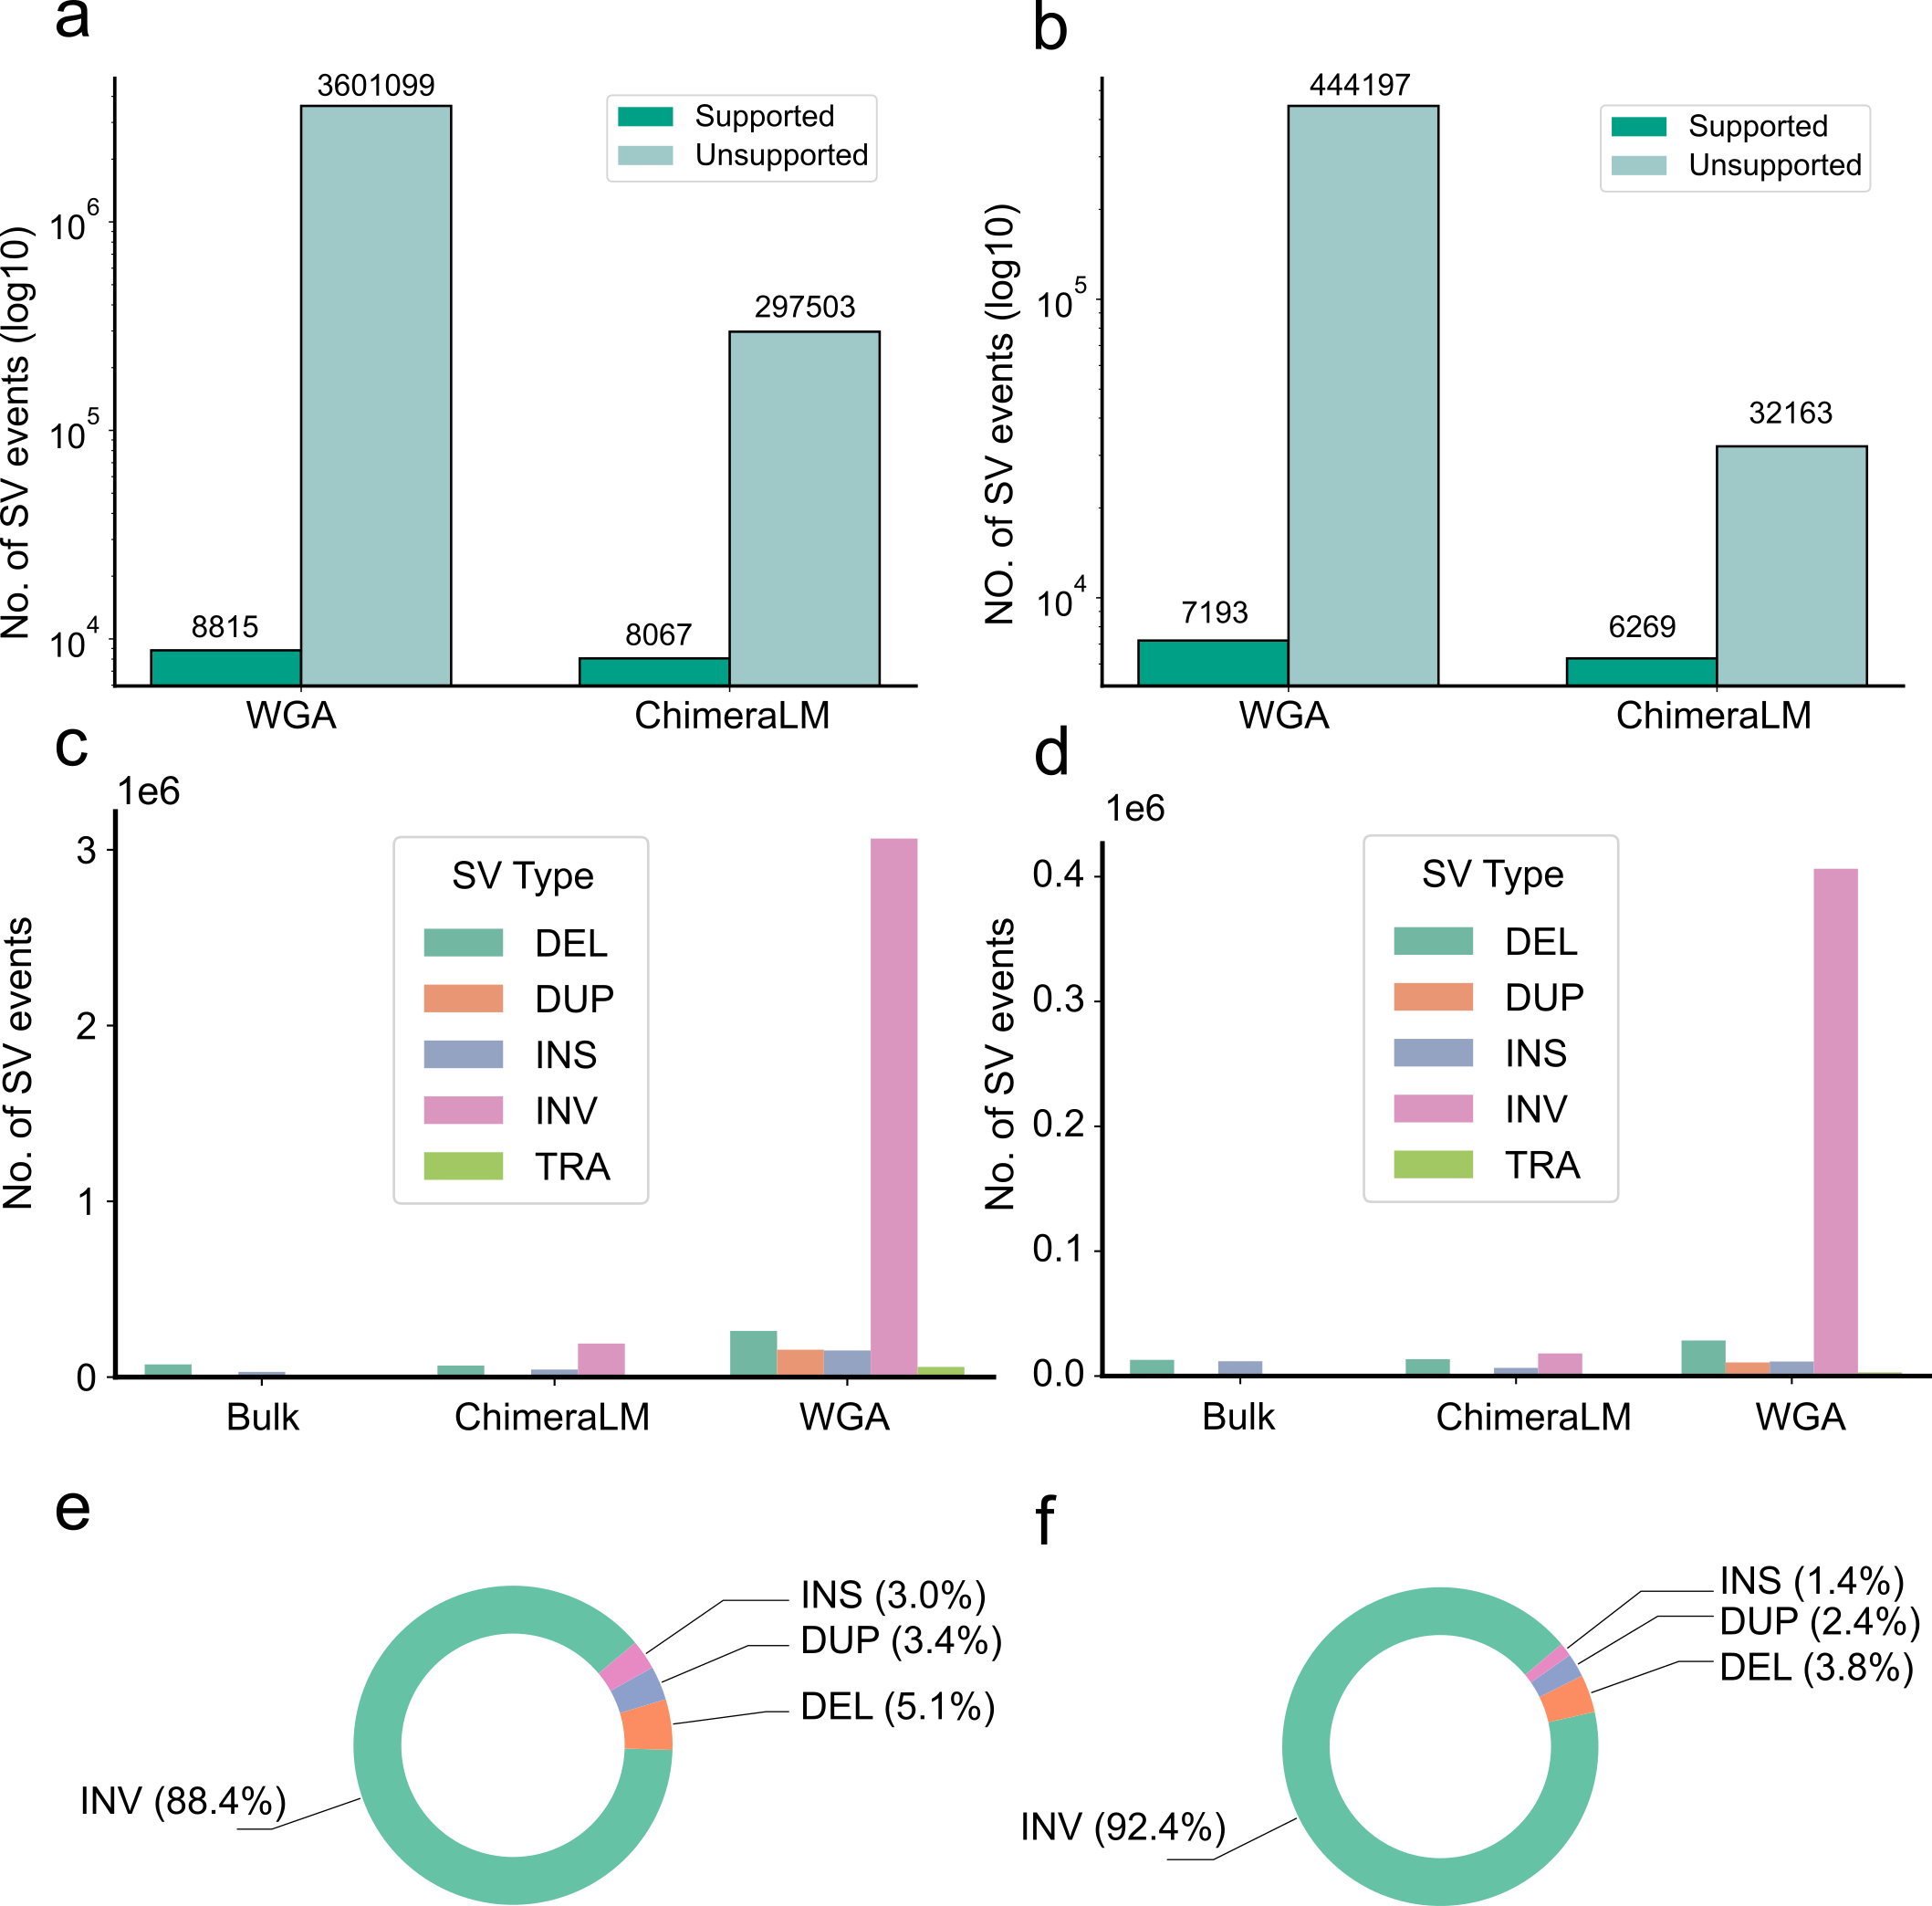 a
3601099
Supported
Unsupported
10^6
297503
10^5
8815
8067
10^4
No. of SV events (log10)
WGA
ChimeraLM
b
444197
Supported
Unsupported
10^5
32163
10^4
7193
6269
NO. of SV events (log10)
WGA
ChimeraLM
c
1e6
3
2
1
0
No. of SV events
SV Type
DEL
DUP
INS
INV
TRA
Bulk
ChimeraLM
WGA
d
1e6
0.4
0.3
0.2
0.1
0.0
No. of SV events
SV Type
DEL
DUP
INS
INV
TRA
Bulk
ChimeraLM
WGA
e
INS (3.0%)
DUP (3.4%)
DEL (5.1%)
INV (88.4%)
f
INS (1.4%)
DUP (2.4%)
DEL (3.8%)
INV (92.4%)